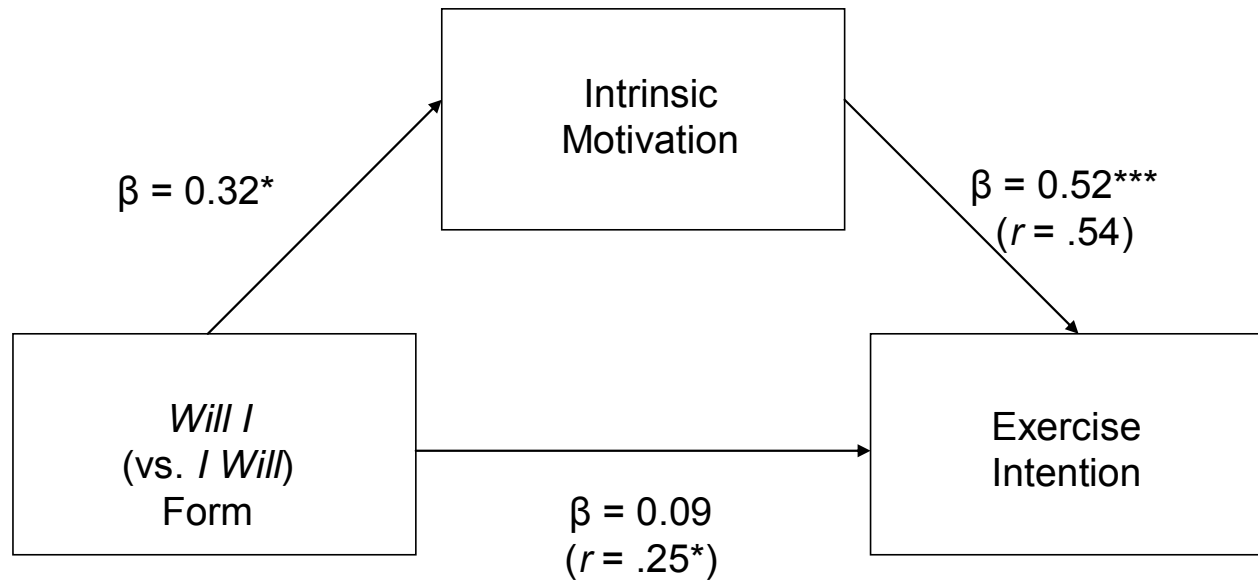 Intrinsic
Motivation
β = 0.32*
β = 0.52***
(r = .54)
Will I
(vs. I Will)
Form
Exercise
Intention
β = 0.09
(r = .25*)